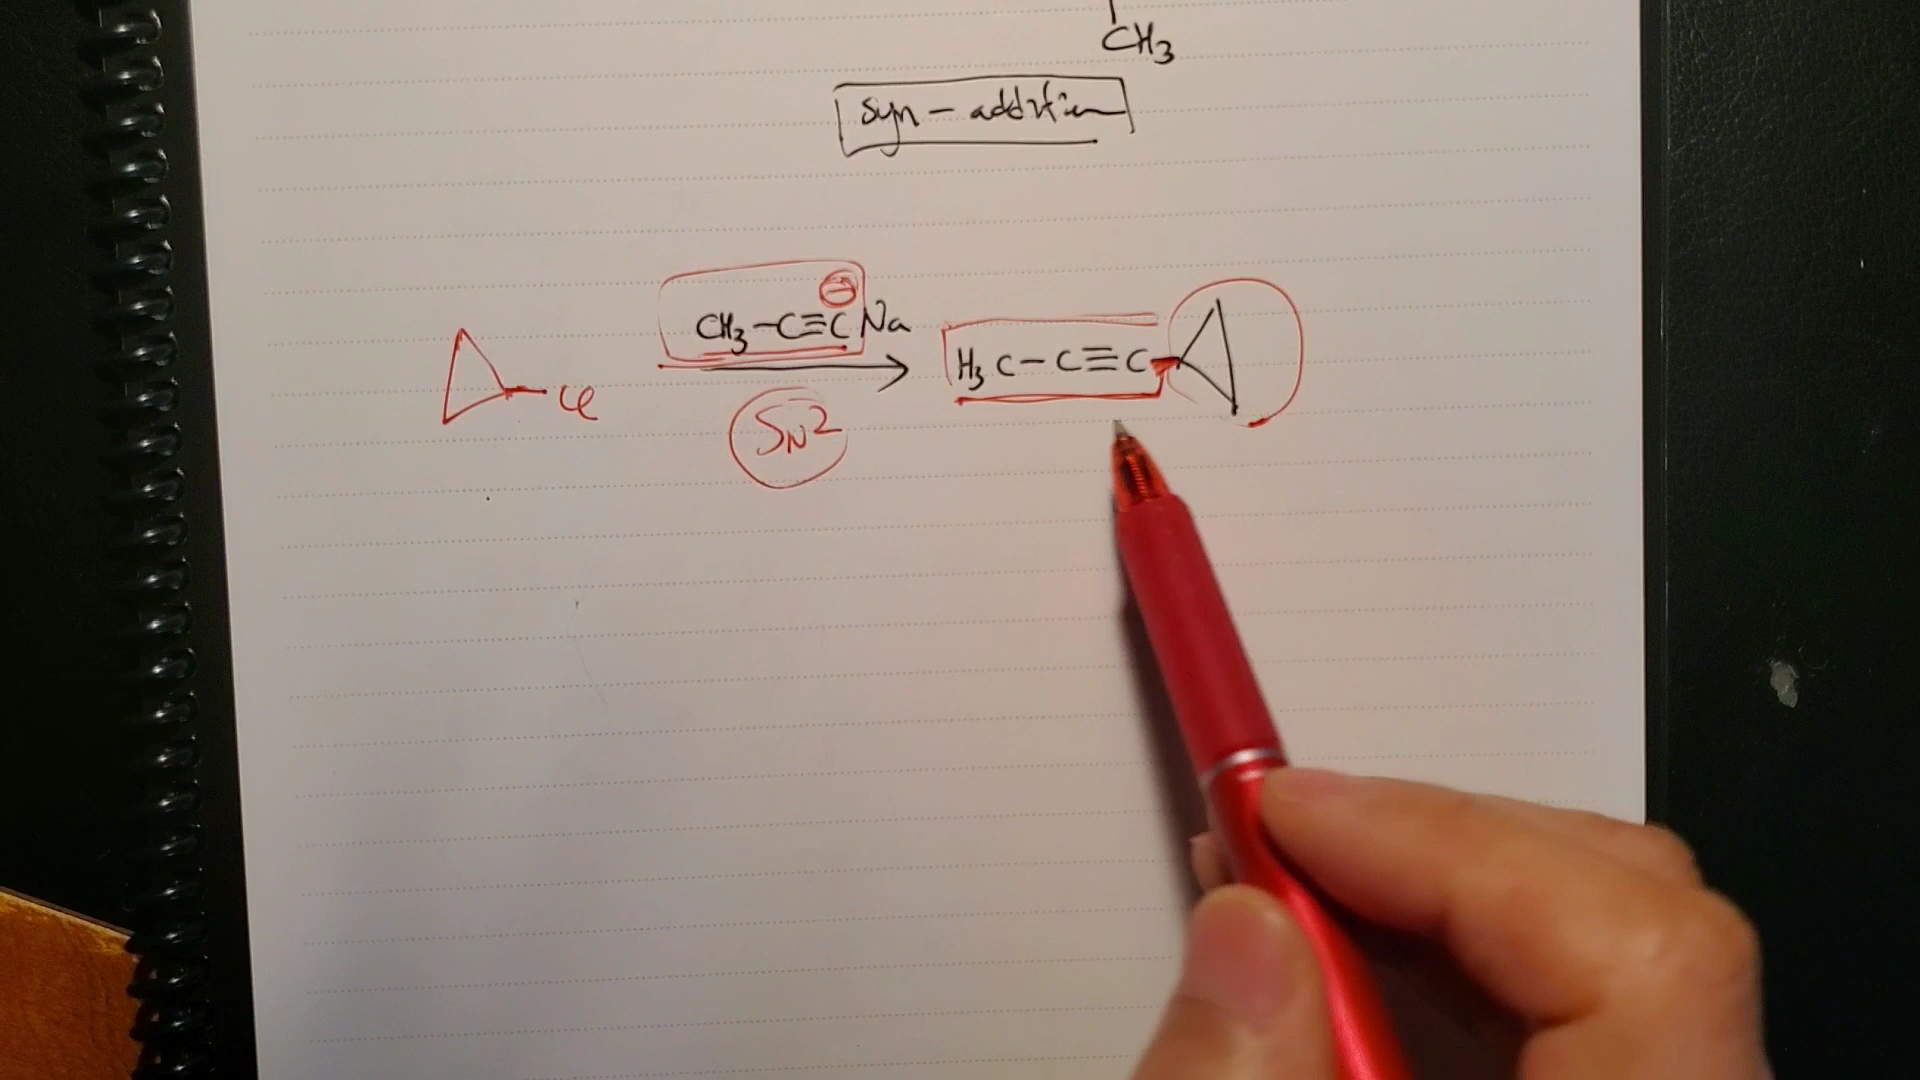 CH3
syn-addition
⊖
CH3-C≡C Na
Cl
H3C-C≡C
SN2